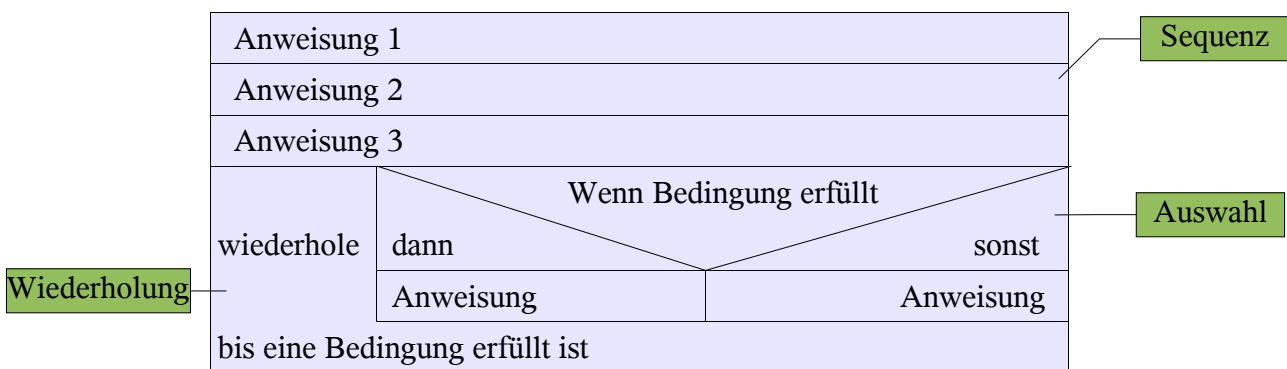 Anweisung 1
Sequenz
Anweisung 2
Anweisung 3
Wenn Bedingung erfüllt
Auswahl
wiederhole
dann
sonst
Wiederholung
Anweisung
Anweisung
bis eine Bedingung erfüllt ist